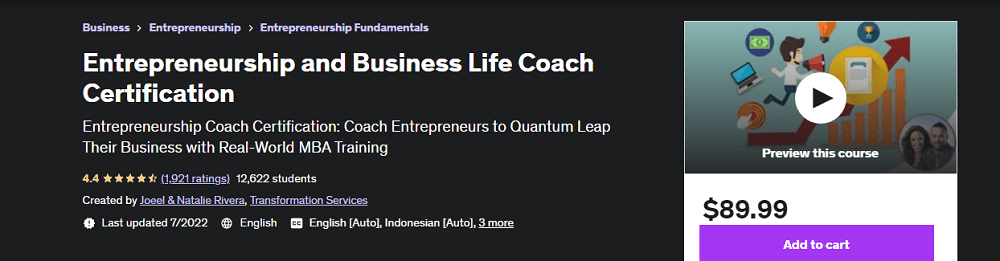 Business > Entrepreneurship > Entrepreneurship Fundamentals
Entrepreneurship and Business Life Coach
Certification
Entrepreneurship Coach Certification: Coach Entrepreneurs to Quantum Leap
Their Business with Real-World MBA Training
4.4 (1,921 ratings) 12,622 students
Created by Joeel & Natalie Rivera, Transformation Services
Last updated 7/2022 English CC English [Auto], Indonesian [Auto], 3 more
Preview this course
$89.99
Add to cart